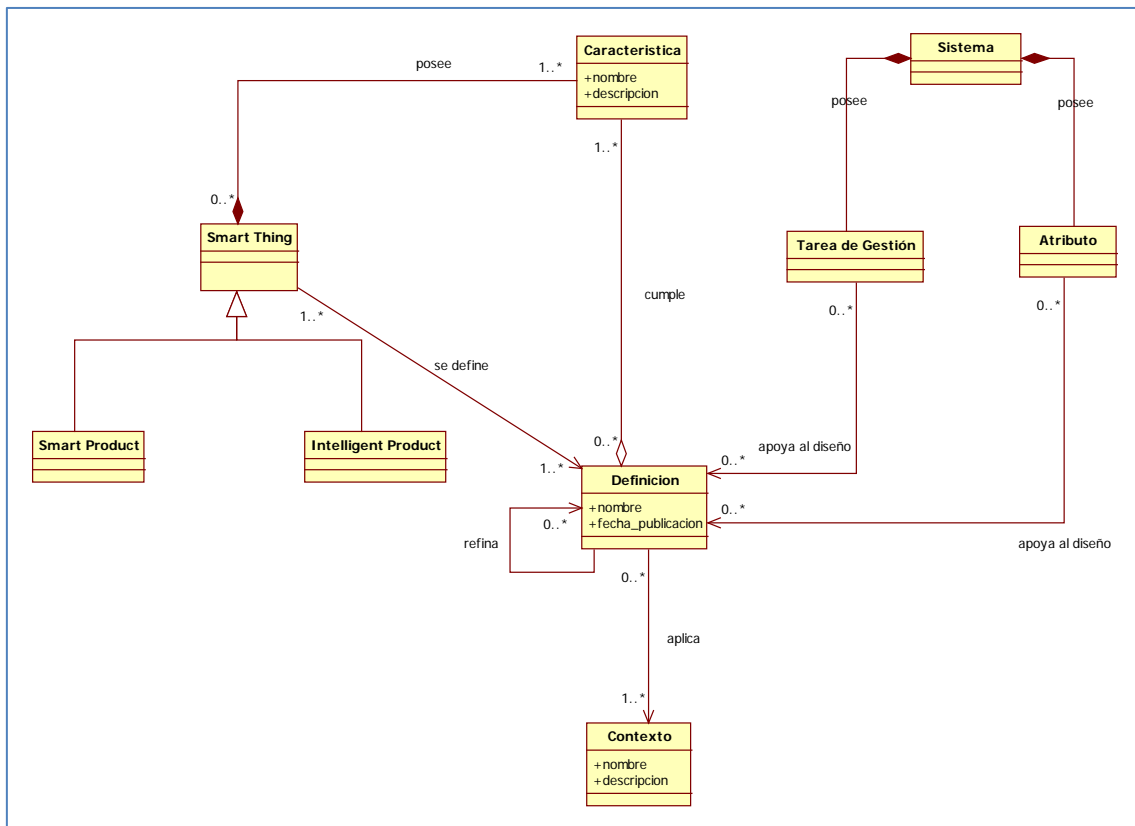 Caracteristica
+nombre
+descripcion
Sistema
posee
1..*
posee
posee
1..*
0..*
Smart Thing
Tarea de Gestión
Atributo
1..*
cumple
0..*
0..*
se define
Smart Product
Intelligent Product
0..*
1..*
apoya al diseño
0..*
Definicion
+nombre
+fecha_publicacion
0..*
0..*
refina
apoya al diseño
0..*
aplica
1..*
Contexto
+nombre
+descripcion